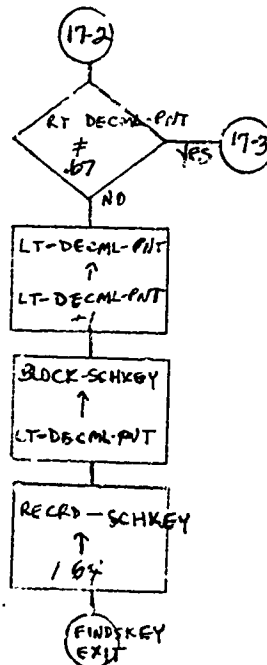 17-2
RT DECML-PNT
≠
.67
17-3
Yes
NO
LT-DECML-PNT
↑
LT-DECML-PNT
+1
BLOCK-SCHKEY
↑
LT-DECML-PNT
RECRD-SCHKEY
↑
FINDSKEY
EXIT